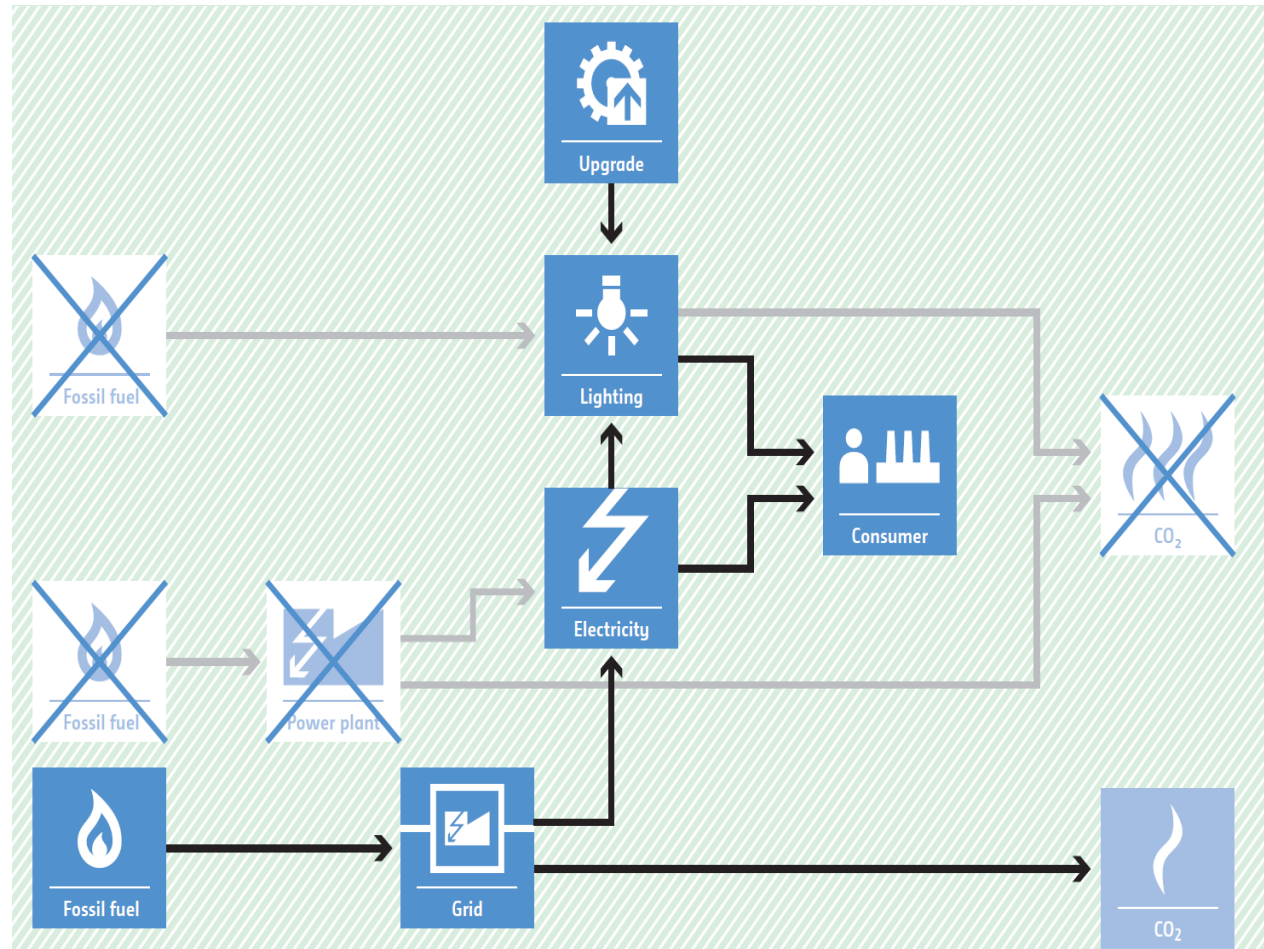 Upgrade
Fossil fuel
Lighting
Consumer
CO₂
Electricity
Fossil fuel
Power plant
Fossil fuel
Grid
CO₂